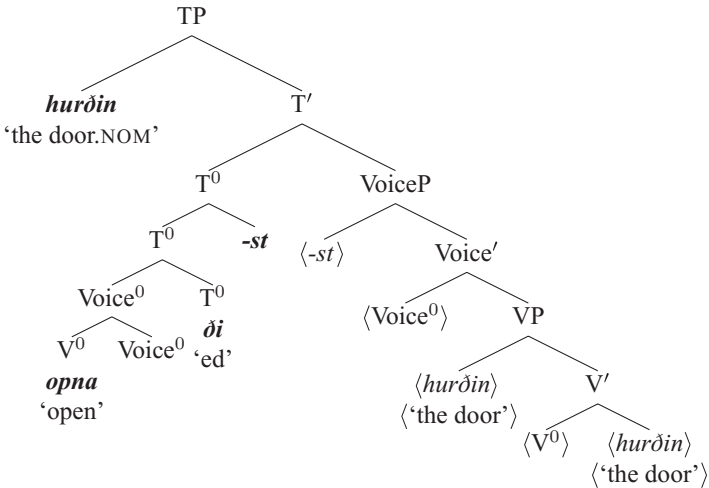 TP
hurðin
‘the door.NOM’
T′
T⁰
VoiceP
T⁰
-st
⟨-st⟩
Voice′
Voice⁰
T⁰
ði
‘ed’
⟨Voice⁰⟩
VP
V⁰
opna
‘open’
Voice⁰
⟨hurðin⟩
⟨‘the door’⟩
V′
⟨V⁰⟩
⟨hurðin⟩
⟨‘the door’⟩